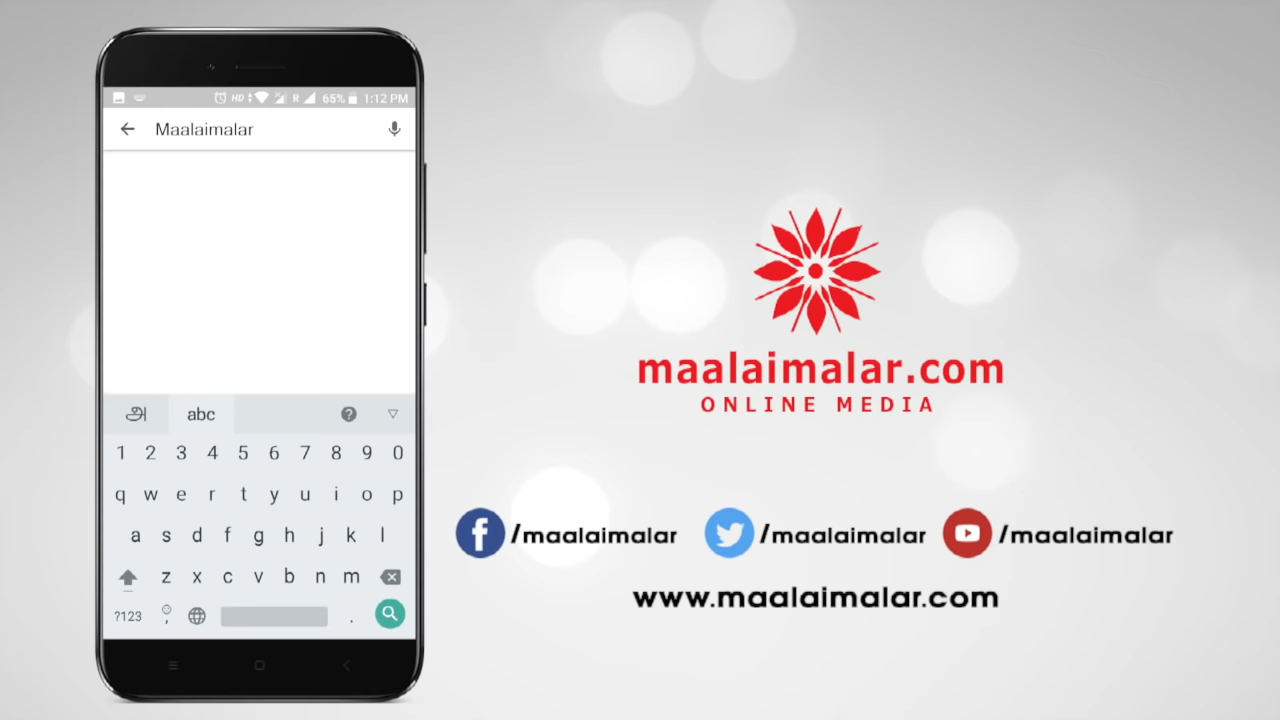 HD R 65% 1:12 PM
Maalaimalar
அ abc ?
1 2 3 4 5 6 7 8 9 0
q w e r t y u i o p
a s d f g h j k l
z x c v b n m
?123 , .
maalaimalar.com
ONLINE MEDIA
f /maalaimalar /maalaimalar /maalaimalar
www.maalaimalar.com